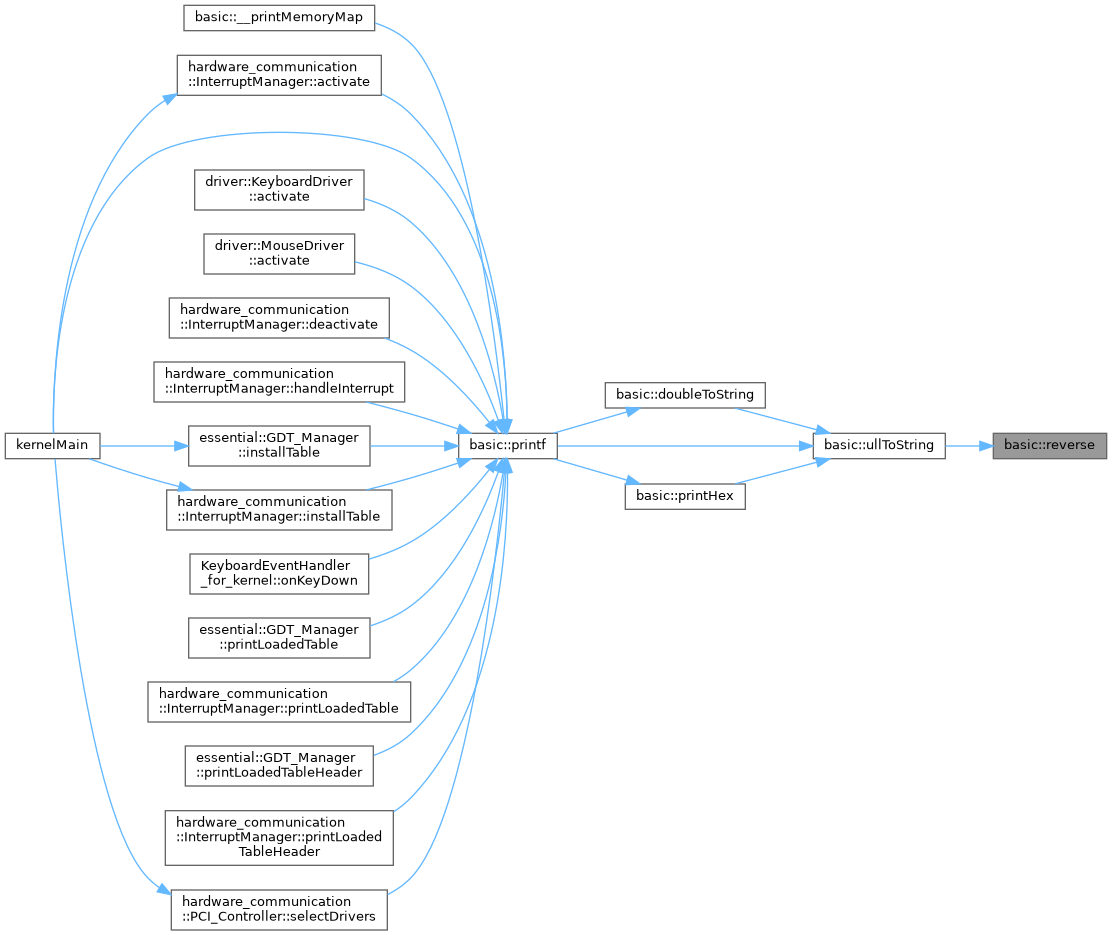 basic::__printMemoryMap
hardware_communication
::InterruptManager::activate
driver::KeyboardDriver
::activate
driver::MouseDriver
::activate
hardware_communication
::InterruptManager::deactivate
hardware_communication
::InterruptManager::handleInterrupt
kernelMain
essential::GDT_Manager
::installTable
hardware_communication
::InterruptManager::installTable
KeyboardEventHandler
_for_kernel::onKeyDown
essential::GDT_Manager
::printLoadedTable
hardware_communication
::InterruptManager::printLoadedTable
essential::GDT_Manager
::printLoadedTableHeader
hardware_communication
::InterruptManager::printLoaded
TableHeader
hardware_communication
::PCI_Controller::selectDrivers
basic::printf
basic::doubleToString
basic::printHex
basic::ullToString
basic::reverse